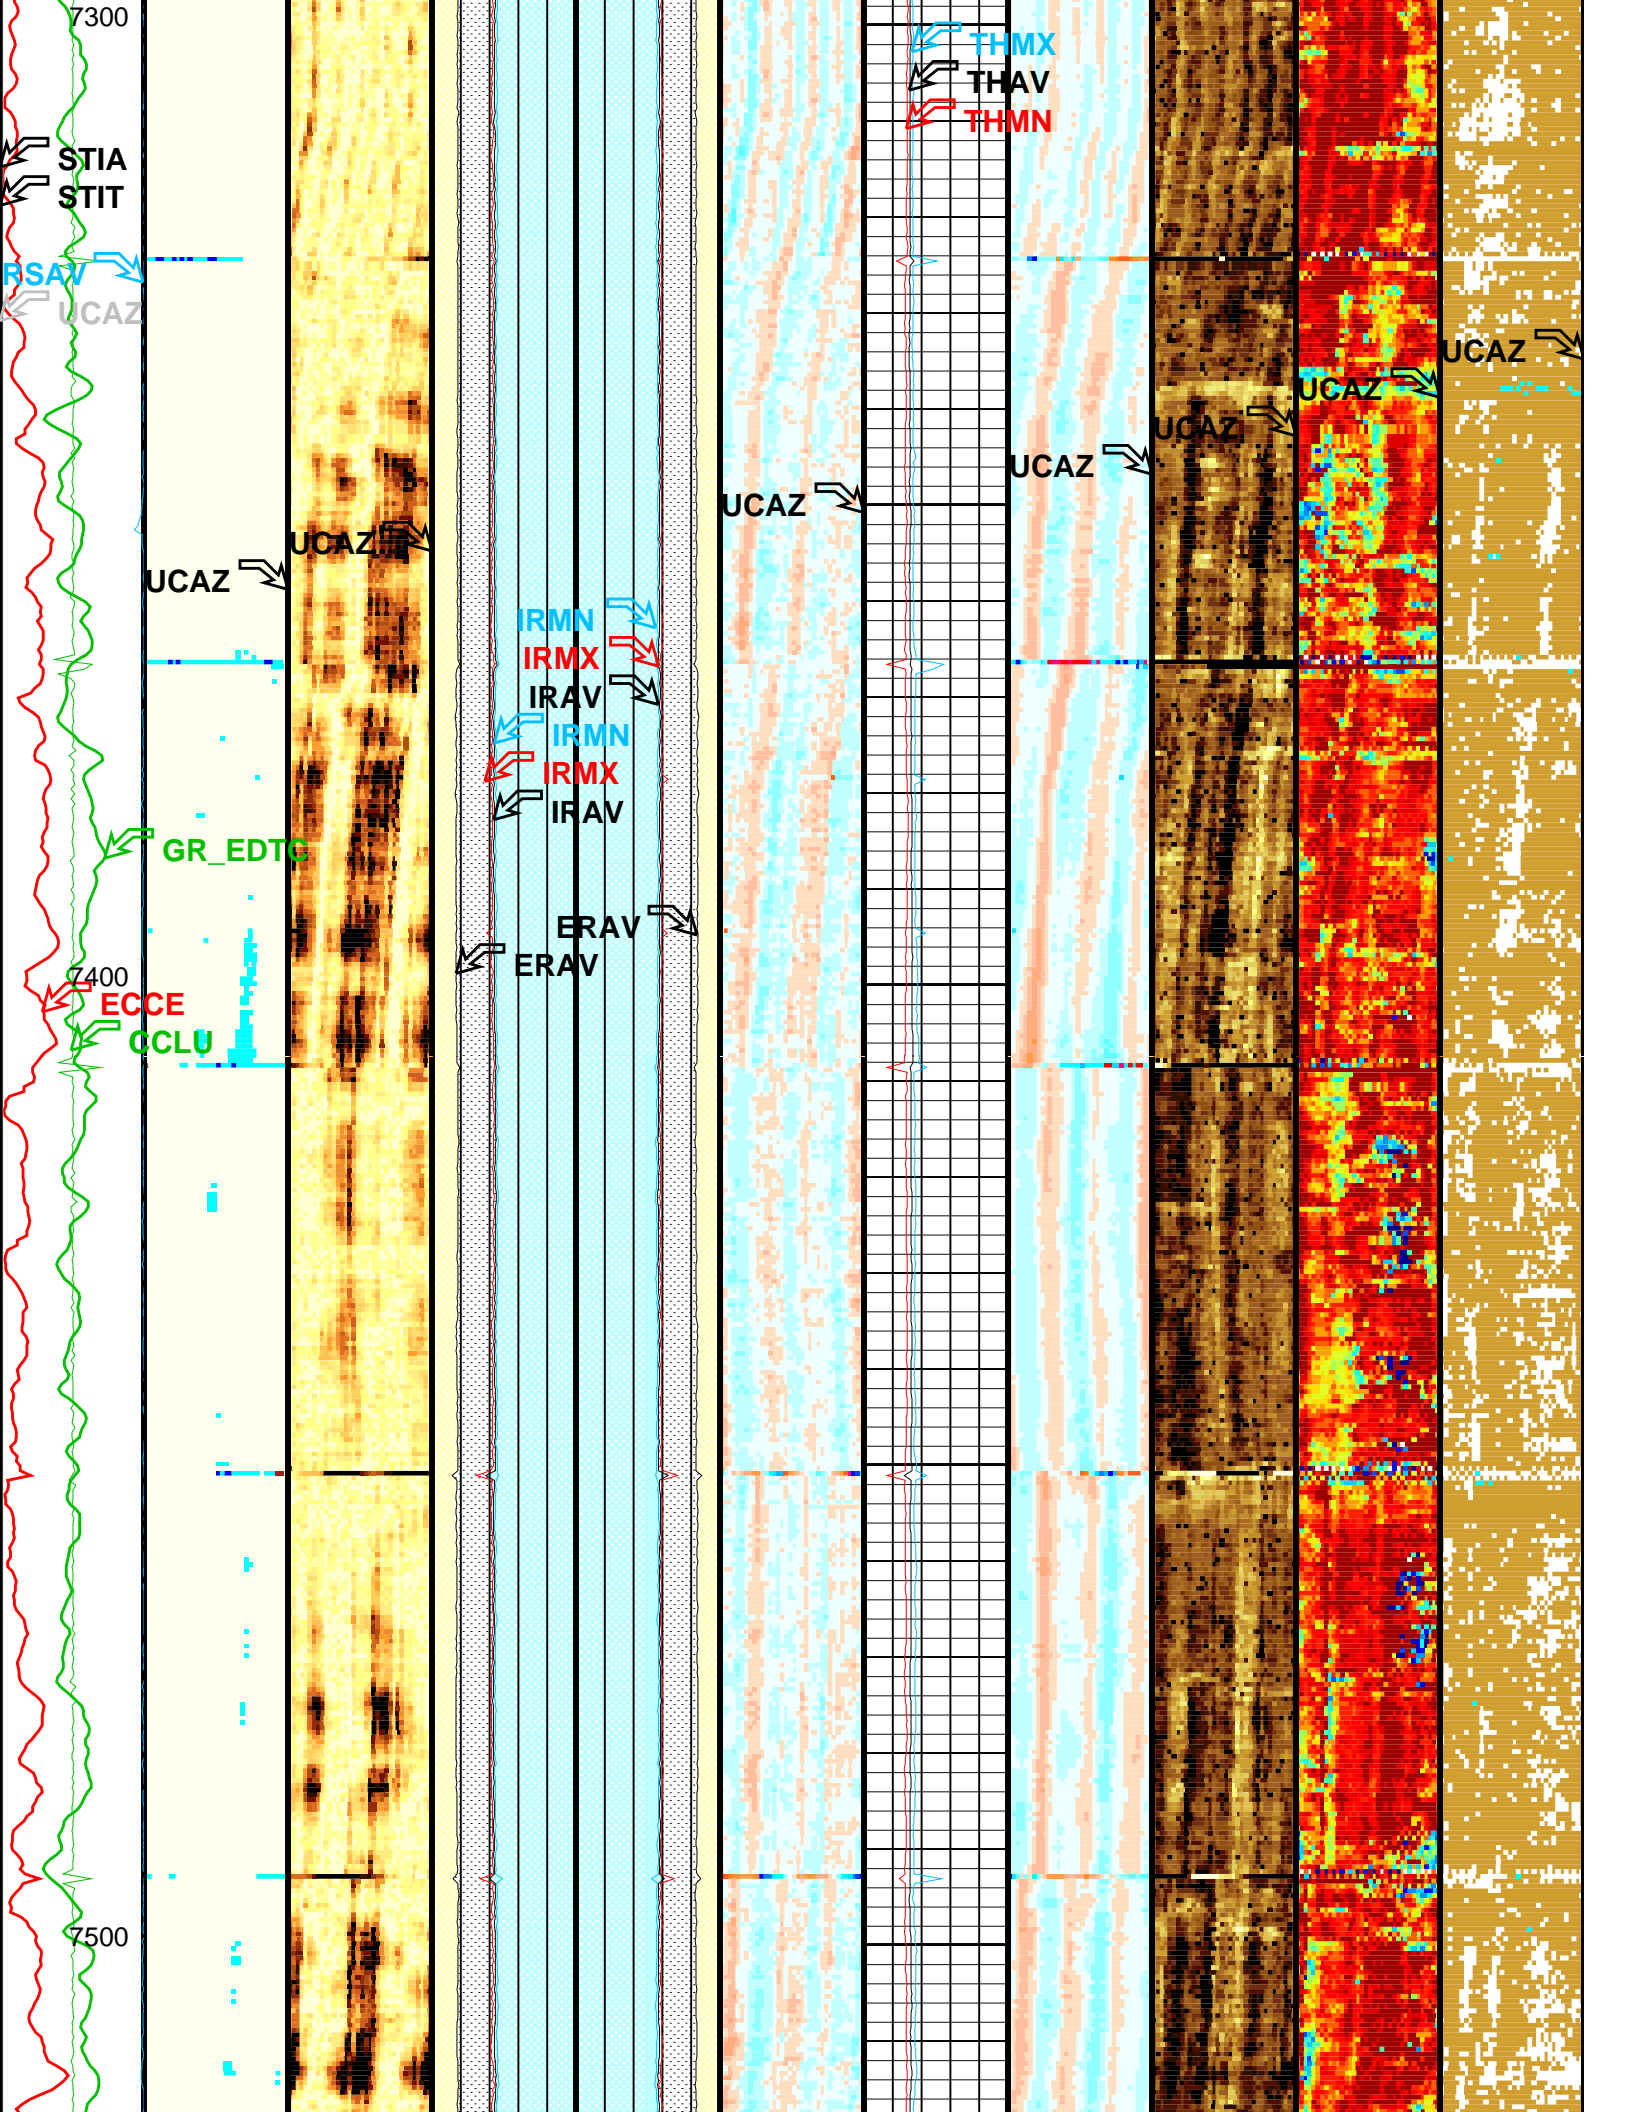 7300
THMX
THAV
THMN
STIA
STIT
RSAV
UCAZ
UCAZ
UCAZ
UCAZ
UCAZ
UCAZ
UCAZ
UCAZ
IRMN
IRMX
IRAV
IRMN
IRMX
IRAV
GR_EDTC
ERAV
ERAV
7400
ECCE
CCLU
7500